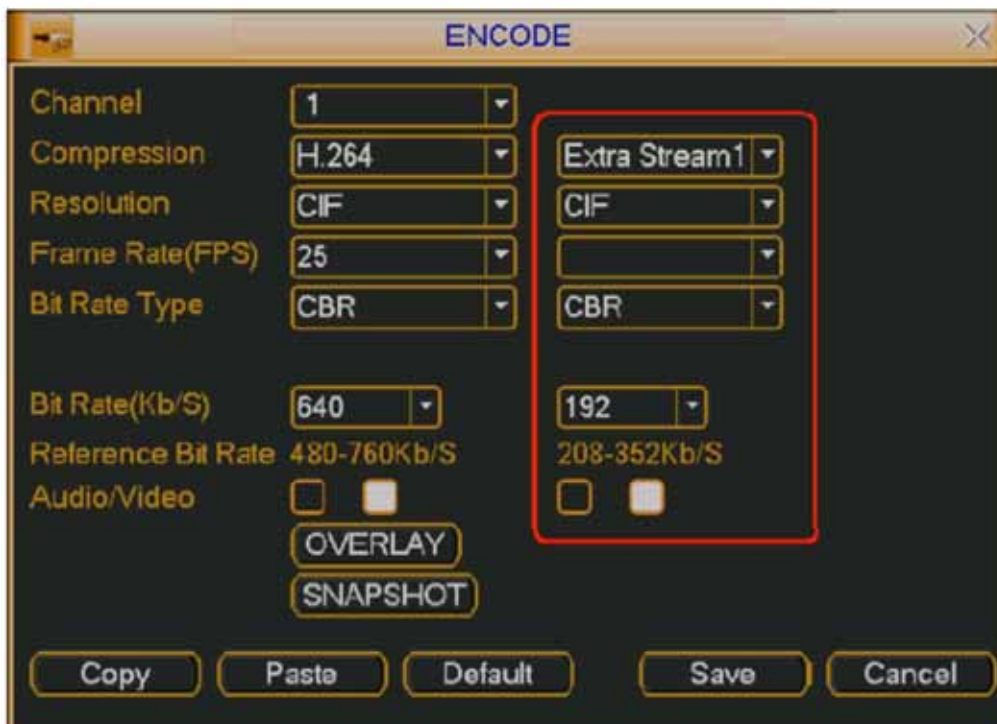 ENCODE
Channel 1
Compression H.264 Extra Stream1
Resolution CIF CIF
Frame Rate(FPS) 25
Bit Rate Type CBR CBR
Bit Rate(Kb/S) 640 192
Reference Bit Rate 480-760Kb/S 208-352Kb/S
Audio/Video
OVERLAY
SNAPSHOT
Copy Paste Default Save Cancel